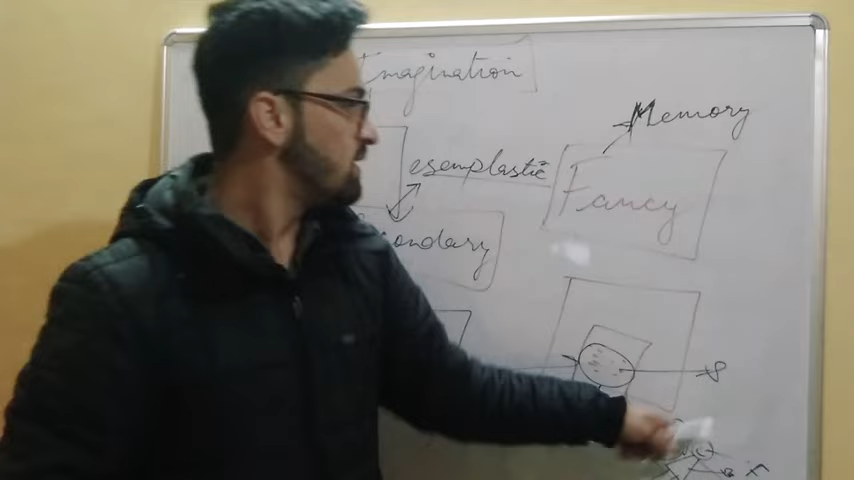 Imagination
Memory
esemplastic
Fancy
ondary